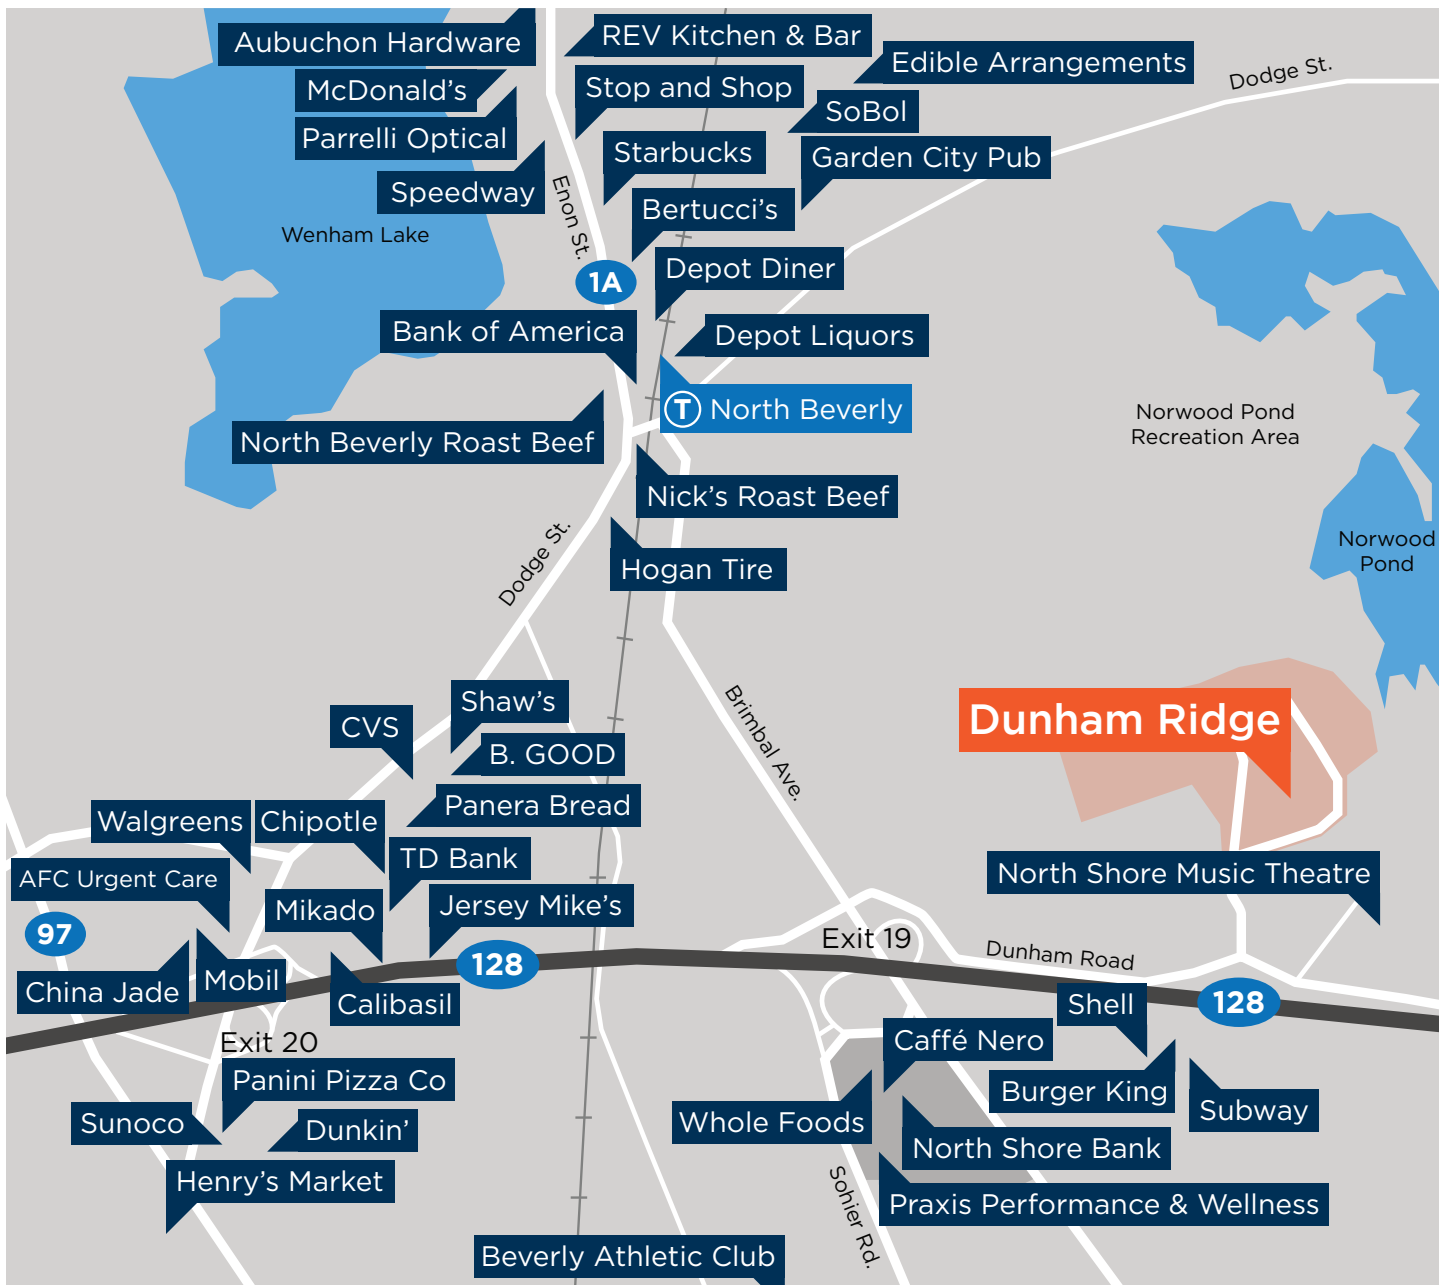 Aubuchon Hardware
REV Kitchen & Bar
Edible Arrangements
Dodge St.
McDonald's
Stop and Shop
SoBol
Parrelli Optical
Starbucks
Garden City Pub
Speedway
Enon St.
Bertucci's
Wenham Lake
1A
Depot Diner
Bank of America
Depot Liquors
T North Beverly
Norwood Pond
Recreation Area
North Beverly Roast Beef
Nick's Roast Beef
Norwood
Pond
Dodge St.
Hogan Tire
Shaw's
CVS
Brimbal Ave.
Dunham Ridge
B. GOOD
Panera Bread
Walgreens
Chipotle
TD Bank
AFC Urgent Care
North Shore Music Theatre
Mikado
Jersey Mike's
97
Exit 19
Dunham Road
128
China Jade
Mobil
Calibasil
Shell
128
Exit 20
Caffé Nero
Panini Pizza Co
Burger King
Subway
Sunoco
Dunkin'
Whole Foods
North Shore Bank
Henry's Market
Sohier Rd.
Praxis Performance & Wellness
Beverly Athletic Club